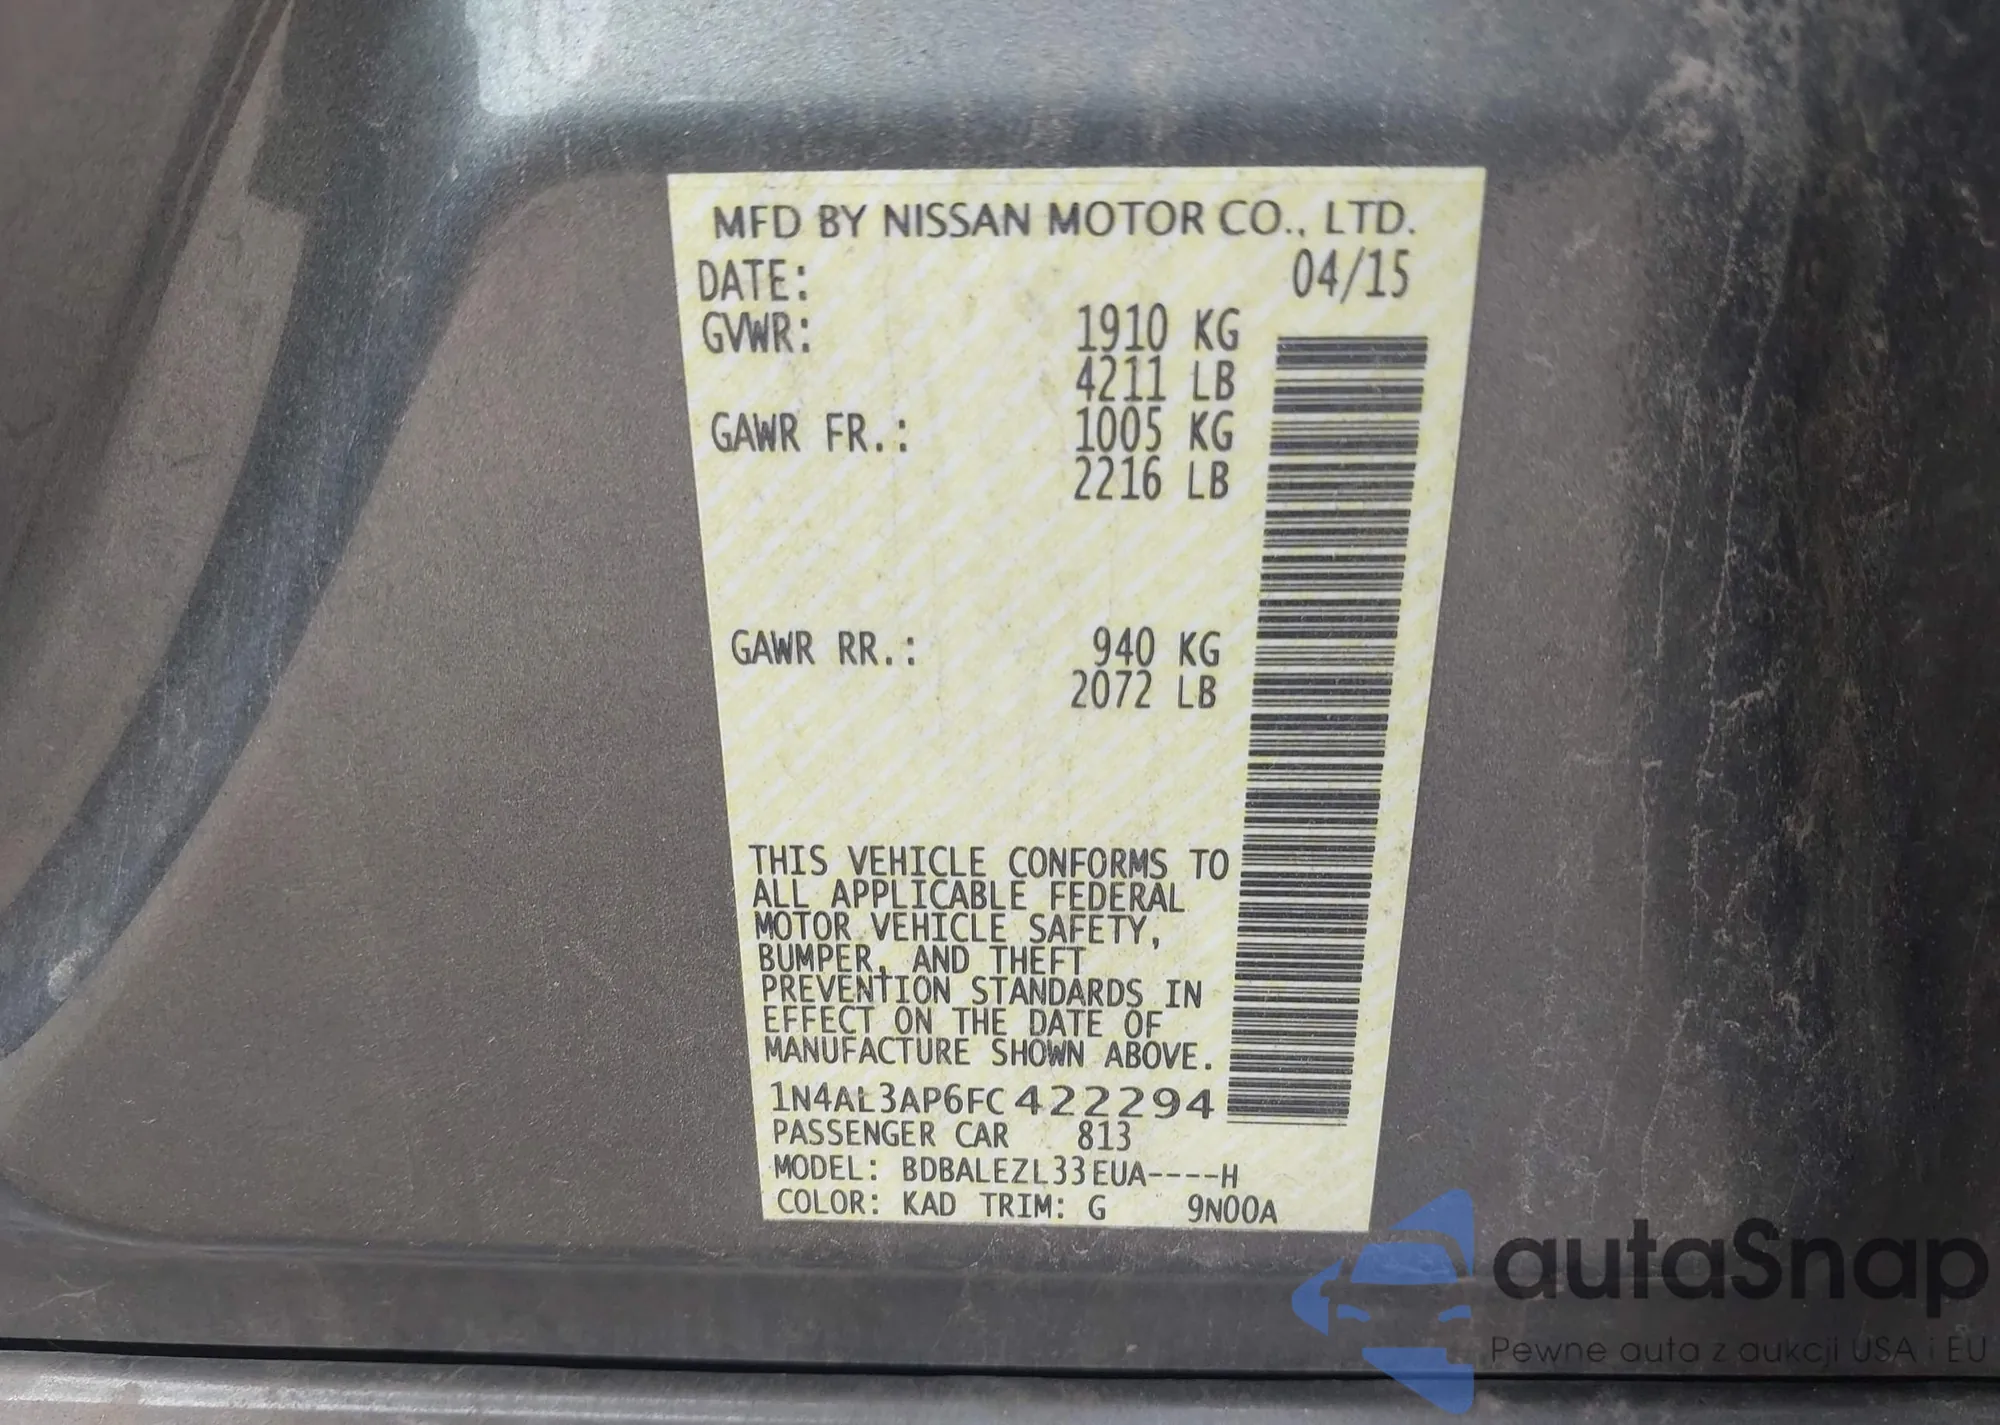 MFD BY NISSAN MOTOR CO., LTD.
DATE: 04/15
GVWR: 1910 KG
4211 LB
GAWR FR.: 1005 KG
2216 LB
GAWR RR.: 940 KG
2072 LB
THIS VEHICLE CONFORMS TO
ALL APPLICABLE FEDERAL
MOTOR VEHICLE SAFETY,
BUMPER, AND THEFT
PREVENTION STANDARDS IN
EFFECT ON THE DATE OF
MANUFACTURE SHOWN ABOVE.
1N4AL3AP6FC422294
PASSENGER CAR 813
MODEL: BDBALEZL33EUA----H
COLOR: KAD TRIM: G 9N00A
autaSnap
Pewne auta z aukcji USA i EU